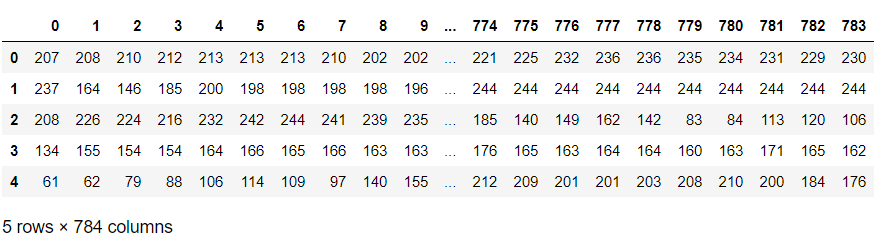 0 1 2 3 4 5 6 7 8 9 ... 774 775 776 777 778 779 780 781 782 783
0 207 208 210 212 213 213 213 210 202 202 ... 221 225 232 236 236 235 234 231 229 230
1 237 164 146 185 200 198 198 198 198 196 ... 244 244 244 244 244 244 244 244 244 244
2 208 226 224 216 232 242 244 241 239 235 ... 185 140 149 162 142 83 84 113 120 106
3 134 155 154 154 164 166 165 166 163 163 ... 176 165 163 164 164 160 163 171 165 162
4 61 62 79 88 106 114 109 97 140 155 ... 212 209 201 201 203 208 210 200 184 176
5 rows × 784 columns